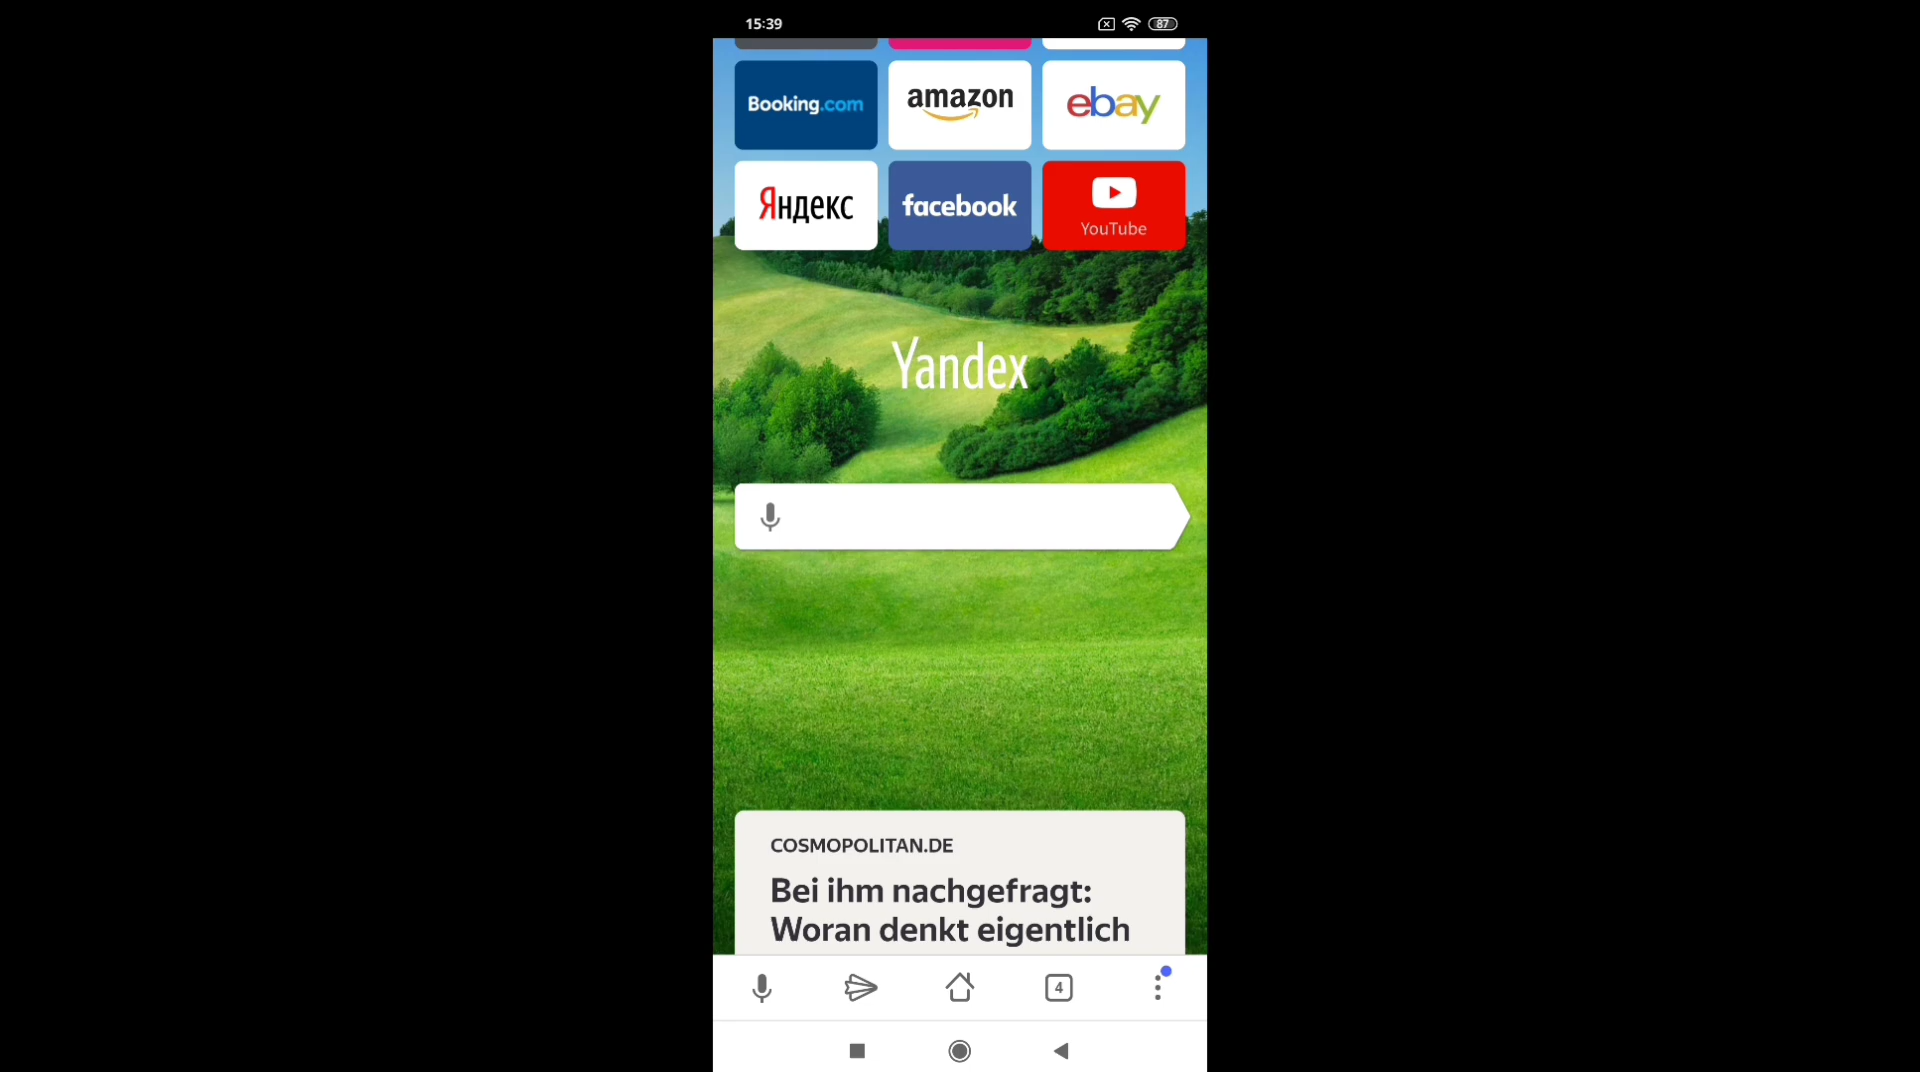 15:39
87
Booking.com
amazon
ebay
Яндекс
facebook
YouTube
Yandex
COSMOPOLITAN.DE
Bei ihm nachgefragt:
Woran denkt eigentlich
4